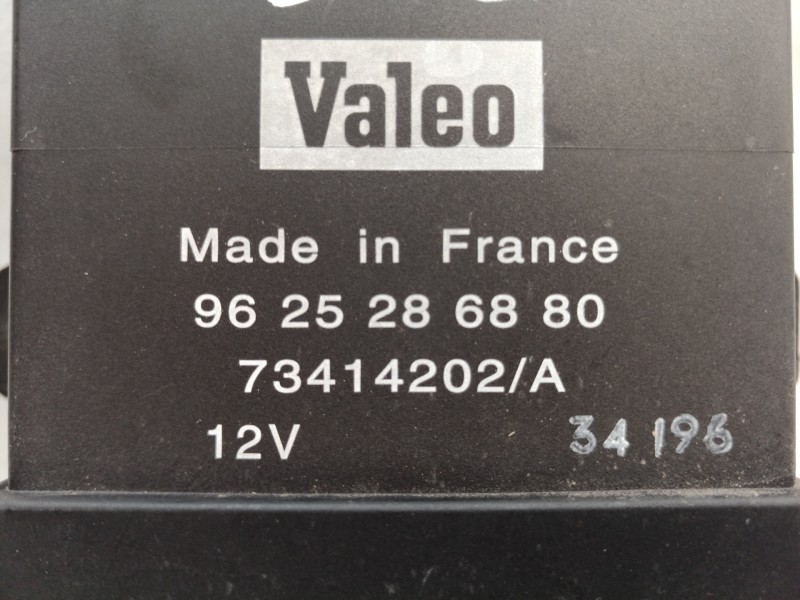 Valeo
Made in France
96 25 28 68 80
73414202/A
12V 34 196